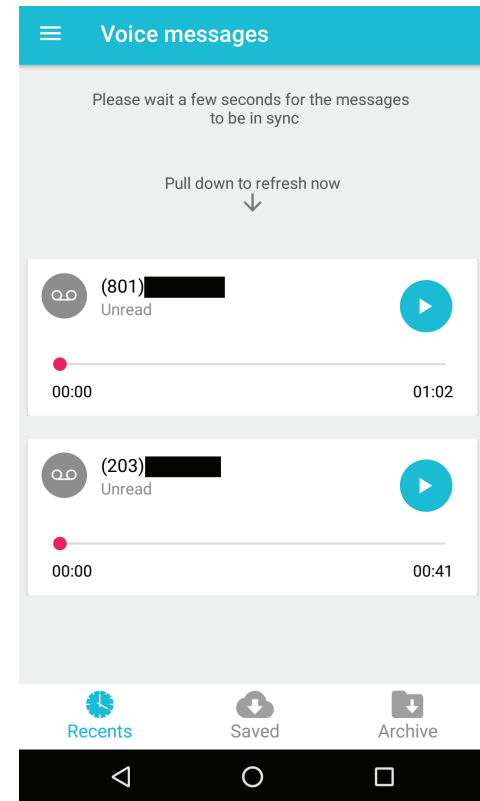 Voice messages
Please wait a few seconds for the messages
to be in sync
Pull down to refresh now
(801)
Unread
00:00 01:02
(203)
Unread
00:00 00:41
Recents Saved Archive